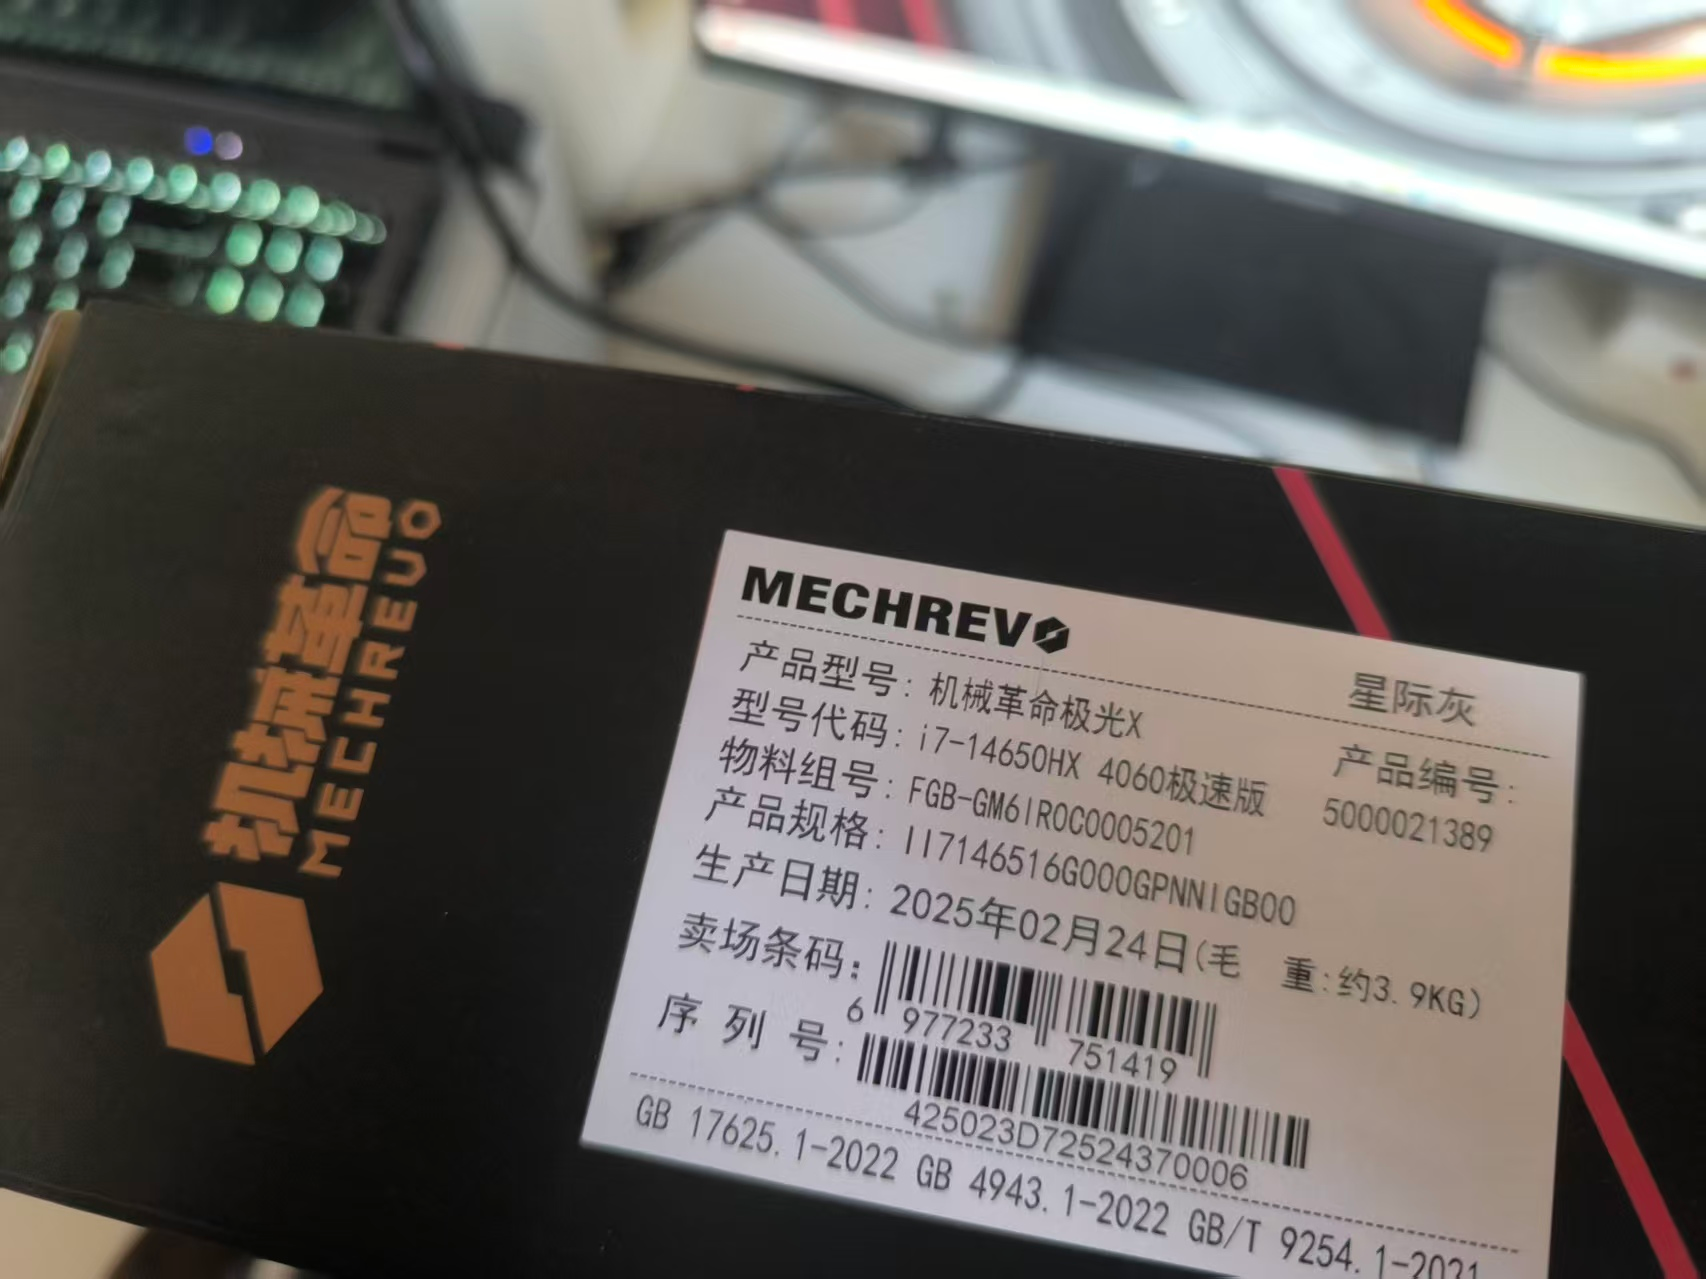 机械革命
MECHREVO
MECHREVO
星际灰
产品型号: 机械革命极光X
产品编号:
型号代码: i7-14650HX 4060极速版
5000021389
物料组号: FGB-GM6IROC0005201
产品规格: II7146516G000GPNNIGB00
生产日期: 2025年02月24日(毛 重:约3.9KG)
卖场条码:
6 977233 751419
序 列 号:
425023D72524370006
GB 17625.1-2022 GB 4943.1-2022 GB/T 9254.1-2021